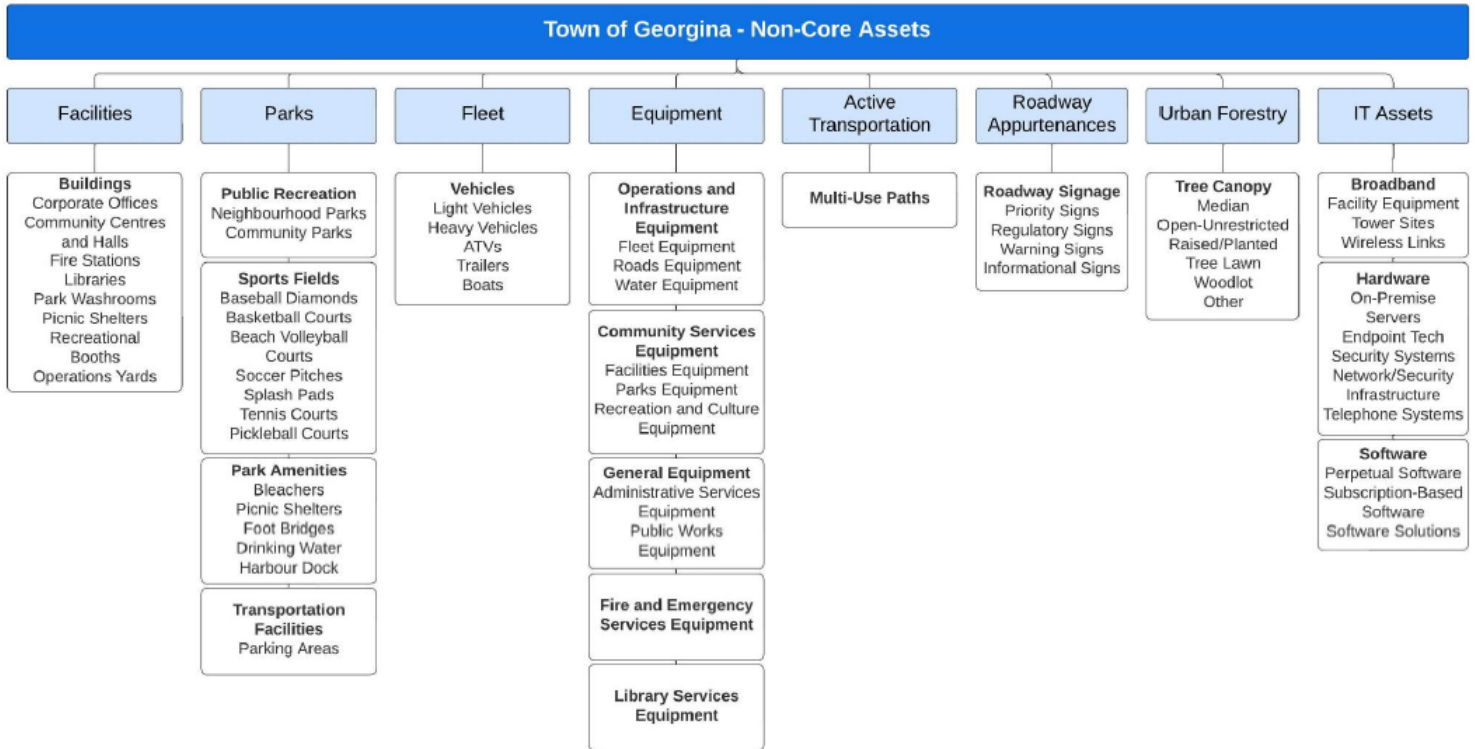 Town of Georgina - Non-Core Assets
Facilities
Parks
Fleet
Equipment
Active
Transportation
Roadway
Appurtenances
Urban Forestry
IT Assets
Buildings
Corporate Offices
Community Centres
and Halls
Fire Stations
Libraries
Park Washrooms
Picnic Shelters
Recreational
Booths
Operations Yards
Public Recreation
Neighbourhood Parks
Community Parks
Sports Fields
Baseball Diamonds
Basketball Courts
Beach Volleyball
Courts
Soccer Pitches
Splash Pads
Tennis Courts
Pickleball Courts
Park Amenities
Bleachers
Picnic Shelters
Foot Bridges
Drinking Water
Harbour Dock
Transportation
Facilities
Parking Areas
Vehicles
Light Vehicles
Heavy Vehicles
ATVs
Trailers
Boats
Operations and
Infrastructure
Equipment
Fleet Equipment
Roads Equipment
Water Equipment
Community Services
Equipment
Facilities Equipment
Parks Equipment
Recreation and Culture
Equipment
General Equipment
Administrative Services
Equipment
Public Works
Equipment
Fire and Emergency
Services Equipment
Library Services
Equipment
Multi-Use Paths
Roadway Signage
Priority Signs
Regulatory Signs
Warning Signs
Informational Signs
Tree Canopy
Median
Open-Unrestricted
Raised/Planted
Tree Lawn
Woodlot
Other
Broadband
Facility Equipment
Tower Sites
Wireless Links
Hardware
On-Premise
Servers
Endpoint Tech
Security Systems
Network/Security
Infrastructure
Telephone Systems
Software
Perpetual Software
Subscription-Based
Software
Software Solutions